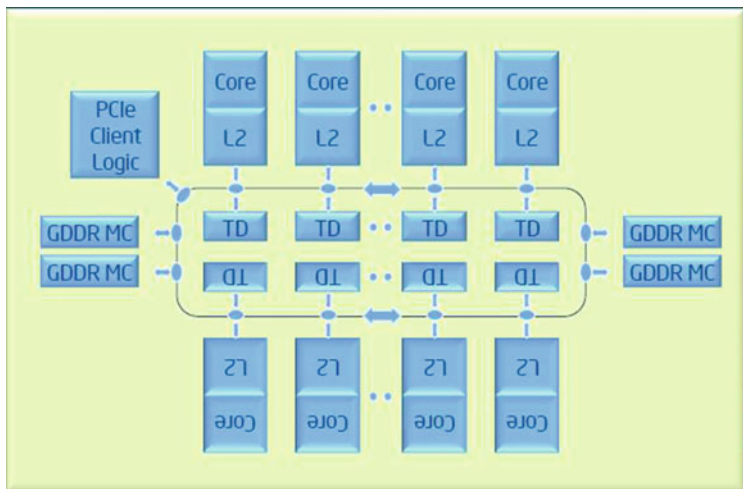 Core Core Core Core
PCIe
Client
Logic
L2 L2 L2 L2
GDDR MC TD TD TD TD GDDR MC
GDDR MC TD TD TD TD GDDR MC
L2 L2 L2 L2
Core Core Core Core